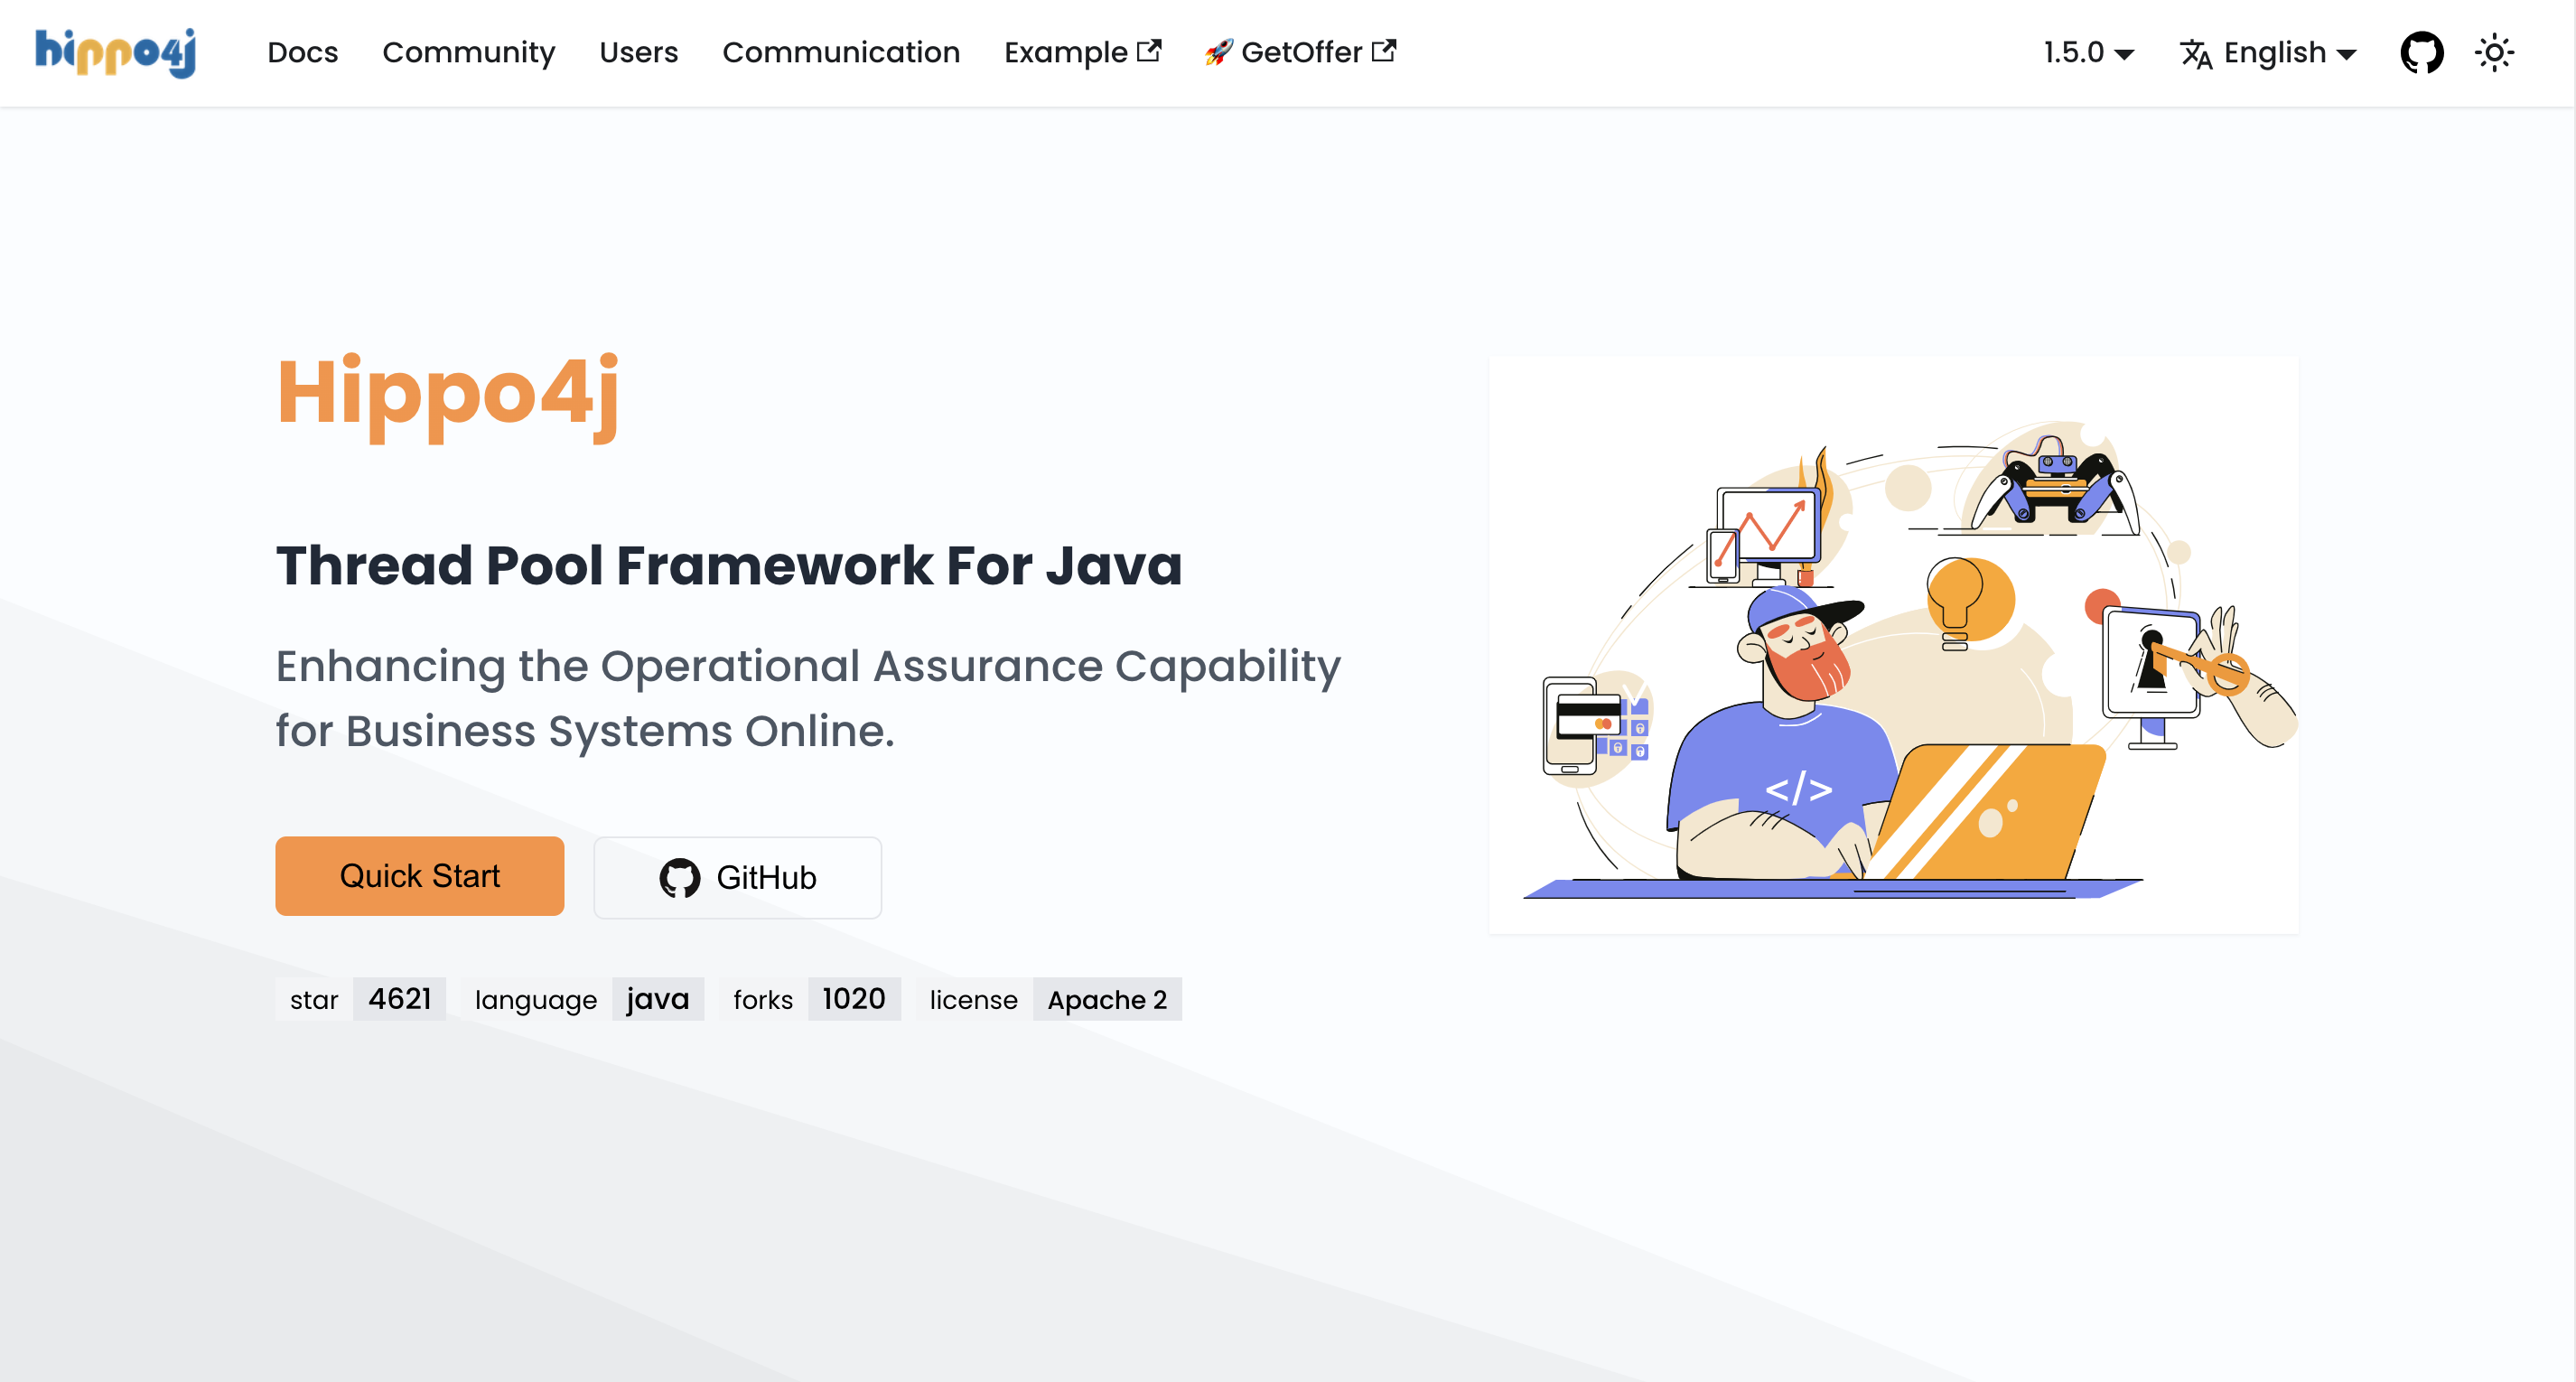 hippo4j Docs Community Users Communication Example 🚀 GetOffer 1.5.0 English
Hippo4j
Thread Pool Framework For Java
Enhancing the Operational Assurance Capability
for Business Systems Online.
</>
Quick Start GitHub
star 4621 language java forks 1020 license Apache 2